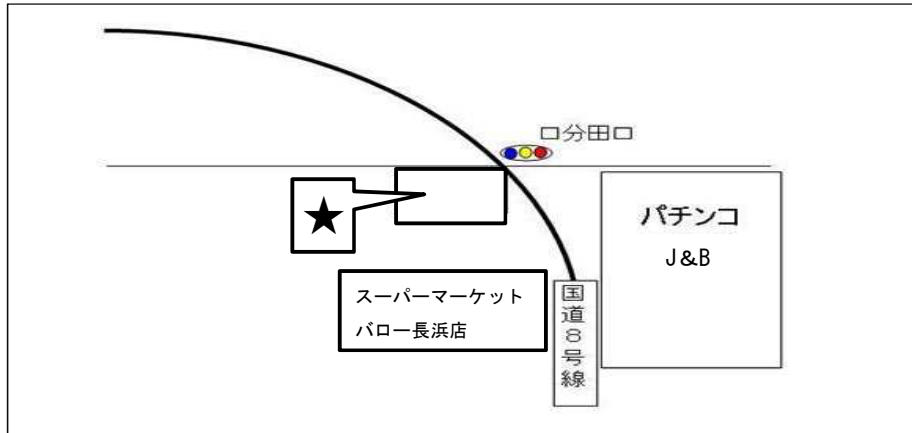 口分田口
パチンコ
J&B
スーパーマーケット
バロー長浜店
国道8号線